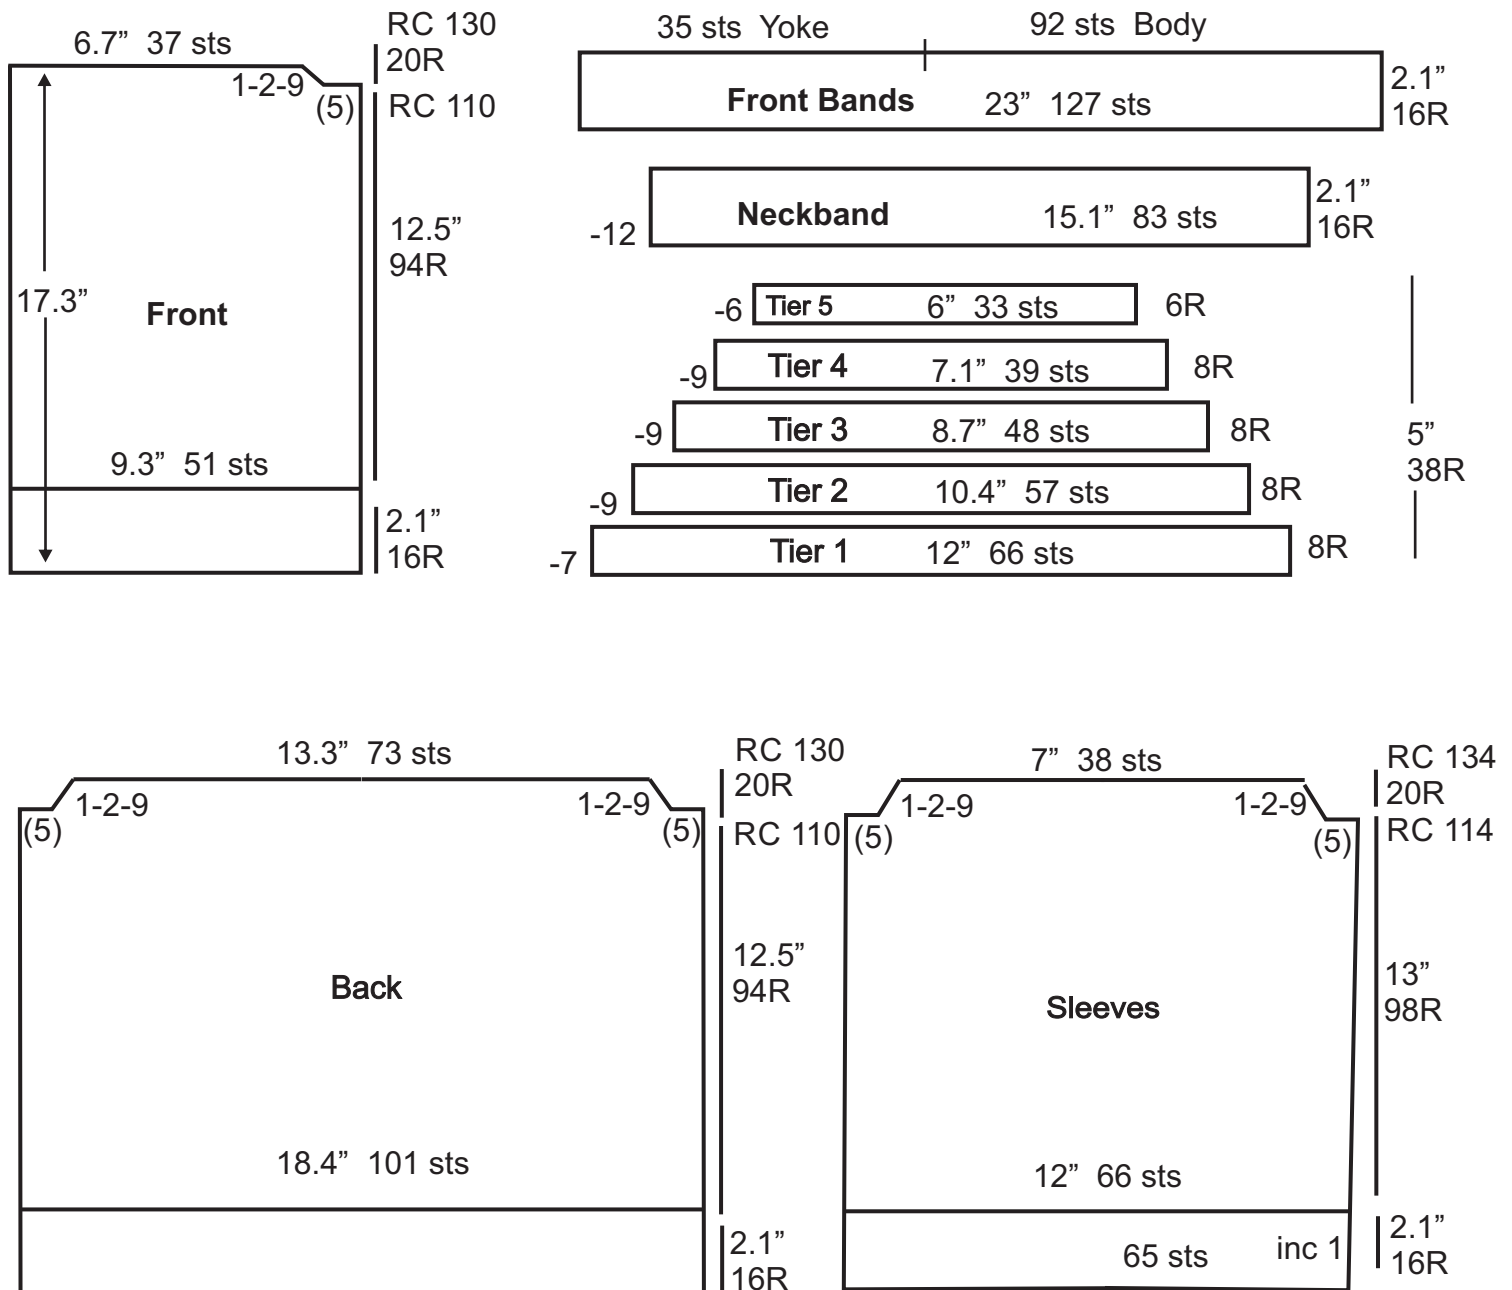 6.7” 37 sts
RC 130
20R
1-2-9
(5)
RC 110
12.5”
94R
17.3”
Front
9.3” 51 sts
2.1”
16R
35 sts Yoke
92 sts Body
Front Bands
23” 127 sts
2.1”
16R
Neckband
15.1” 83 sts
2.1”
16R
-12
-6
Tier 5
6” 33 sts
6R
-9
Tier 4
7.1” 39 sts
8R
-9
Tier 3
8.7” 48 sts
8R
-9
Tier 2
10.4” 57 sts
8R
-7
Tier 1
12” 66 sts
8R
5”
38R
13.3” 73 sts
RC 130
20R
1-2-9
1-2-9
(5)
(5)
RC 110
12.5”
94R
Back
18.4” 101 sts
2.1”
16R
7” 38 sts
RC 134
20R
1-2-9
1-2-9
(5)
(5)
RC 114
13”
98R
Sleeves
12” 66 sts
65 sts
inc 1
2.1”
16R